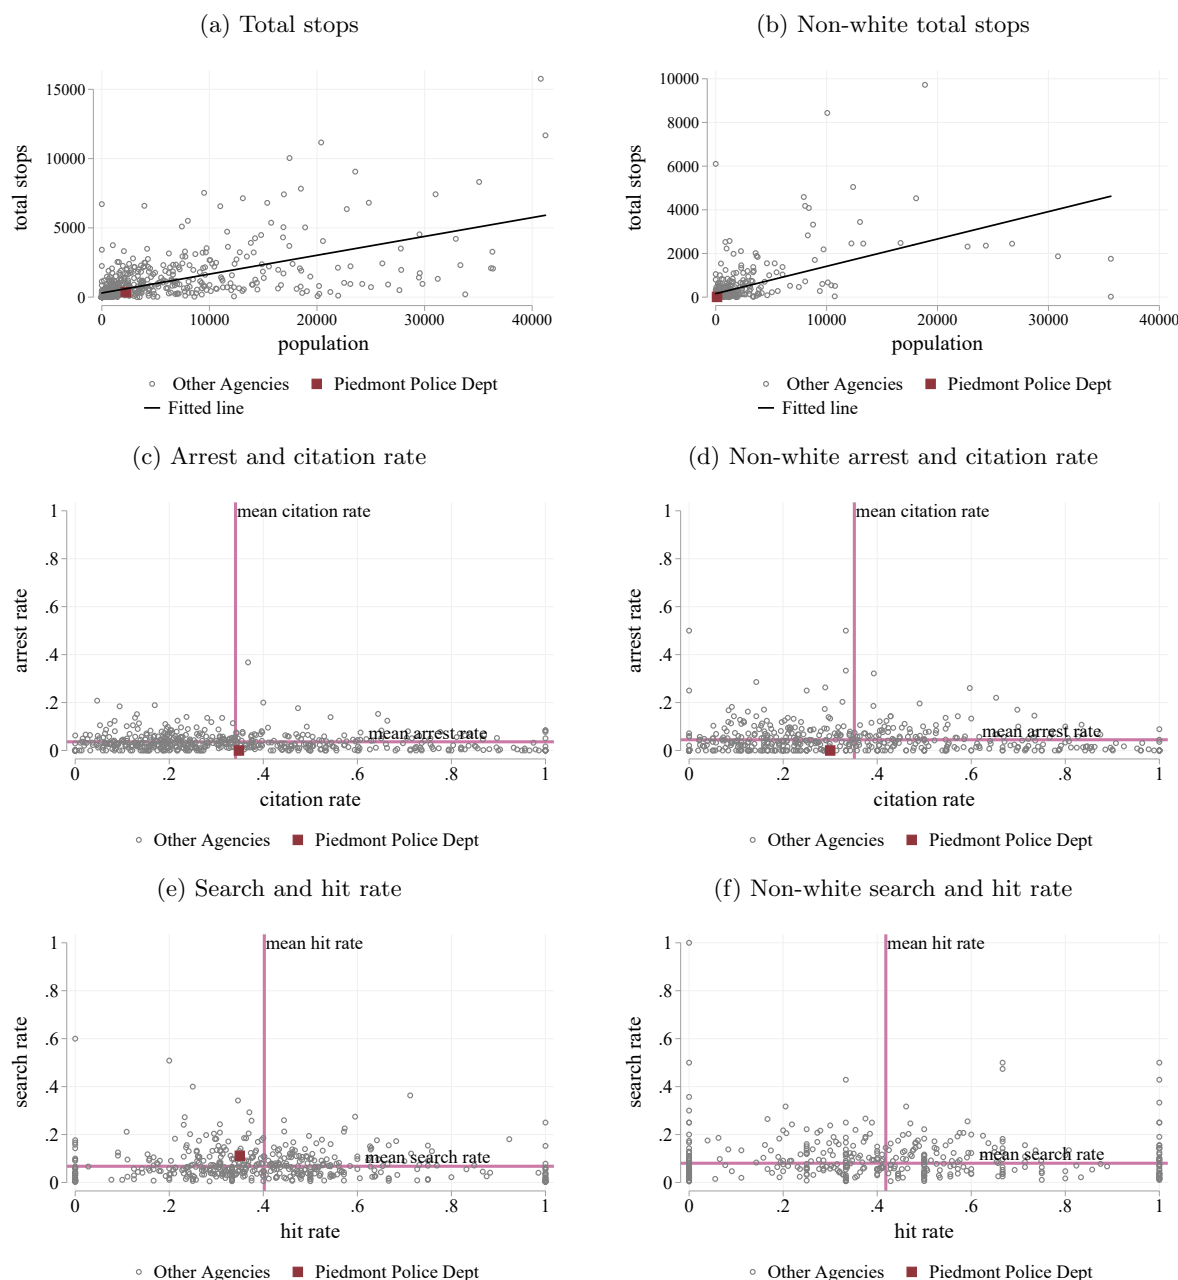 (a) Total stops
(b) Non-white total stops
15000
10000
5000
0
total stops
0 10000 20000 30000 40000
population
Other Agencies Piedmont Police Dept
Fitted line
10000
8000
6000
4000
2000
0
total stops
0 10000 20000 30000 40000
population
Other Agencies Piedmont Police Dept
Fitted line
(c) Arrest and citation rate
(d) Non-white arrest and citation rate
mean citation rate
1
.8
.6
.4
.2
0
arrest rate
mean arrest rate
0 .2 .4 .6 .8 1
citation rate
Other Agencies Piedmont Police Dept
mean citation rate
1
.8
.6
.4
.2
0
arrest rate
mean arrest rate
0 .2 .4 .6 .8 1
citation rate
Other Agencies Piedmont Police Dept
(e) Search and hit rate
(f) Non-white search and hit rate
mean hit rate
1
.8
.6
.4
.2
0
search rate
mean search rate
0 .2 .4 .6 .8 1
hit rate
Other Agencies Piedmont Police Dept
mean hit rate
1
.8
.6
.4
.2
0
search rate
mean search rate
0 .2 .4 .6 .8 1
hit rate
Other Agencies Piedmont Police Dept